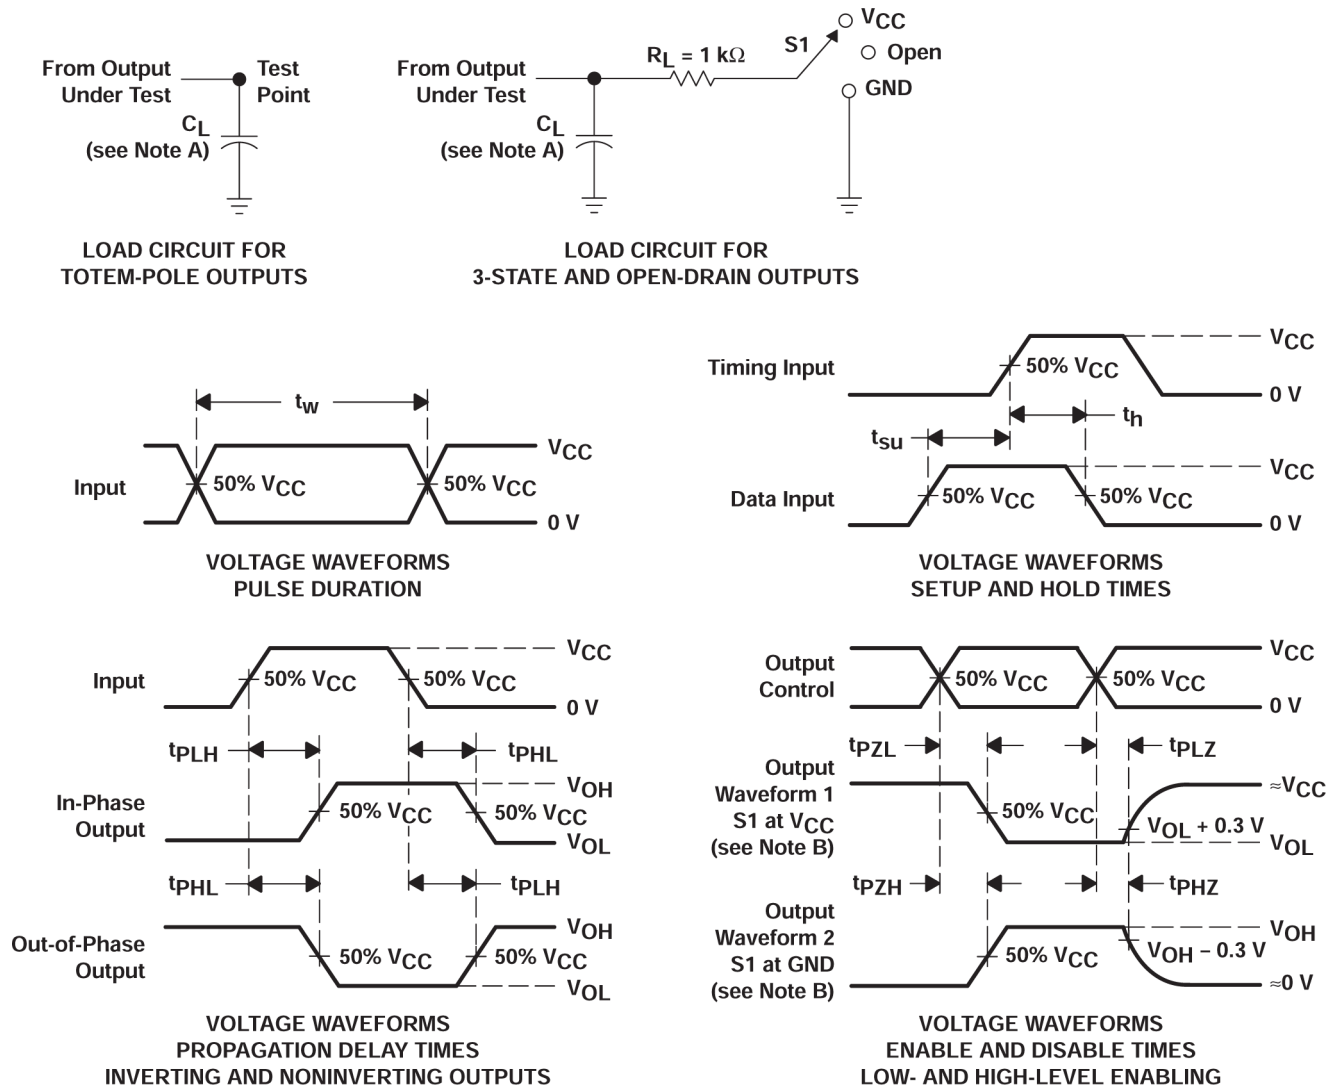 From Output
Under Test
Test
Point
CL
(see Note A)
LOAD CIRCUIT FOR
TOTEM-POLE OUTPUTS
From Output
Under Test
RL = 1 kΩ
S1
VCC
Open
GND
CL
(see Note A)
LOAD CIRCUIT FOR
3-STATE AND OPEN-DRAIN OUTPUTS
tw
Input
50% VCC
50% VCC
VCC
0 V
VOLTAGE WAVEFORMS
PULSE DURATION
Timing Input
50% VCC
VCC
0 V
th
tsu
Data Input
50% VCC
50% VCC
VCC
0 V
VOLTAGE WAVEFORMS
SETUP AND HOLD TIMES
Input
50% VCC
50% VCC
VCC
0 V
tPLH
tPHL
In-Phase
Output
50% VCC
50% VCC
VOH
VOL
tPHL
tPLH
Out-of-Phase
Output
50% VCC
50% VCC
VOH
VOL
VOLTAGE WAVEFORMS
PROPAGATION DELAY TIMES
INVERTING AND NONINVERTING OUTPUTS
Output
Control
50% VCC
50% VCC
VCC
0 V
tPZL
tPLZ
Output
Waveform 1
S1 at VCC
(see Note B)
50% VCC
≈VCC
VOL + 0.3 V
VOL
tPZH
tPHZ
Output
Waveform 2
S1 at GND
(see Note B)
50% VCC
VOH
VOH − 0.3 V
≈0 V
VOLTAGE WAVEFORMS
ENABLE AND DISABLE TIMES
LOW- AND HIGH-LEVEL ENABLING